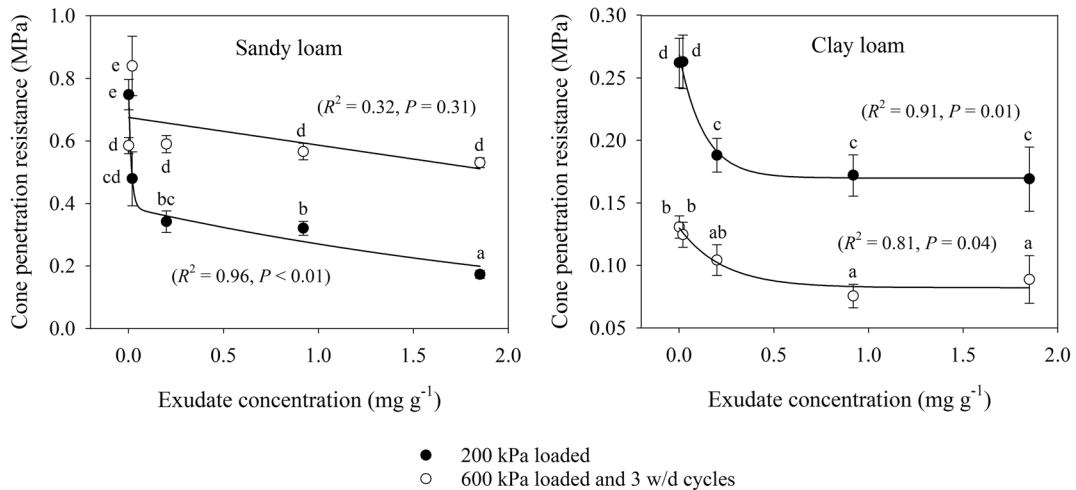 Cone penetration resistance (MPa)
1.0
0.8
0.6
0.4
0.2
0.0
Sandy loam
e
e
d
cd
d
bc
d
b
d
a
(R² = 0.32, P = 0.31)
(R² = 0.96, P < 0.01)
0.0 0.5 1.0 1.5 2.0
Exudate concentration (mg g⁻¹)
Cone penetration resistance (MPa)
0.30
0.25
0.20
0.15
0.10
0.05
Clay loam
d d
c
c
c
(R² = 0.91, P = 0.01)
b b
ab
a
a
(R² = 0.81, P = 0.04)
0.0 0.5 1.0 1.5 2.0
Exudate concentration (mg g⁻¹)
200 kPa loaded
600 kPa loaded and 3 w/d cycles